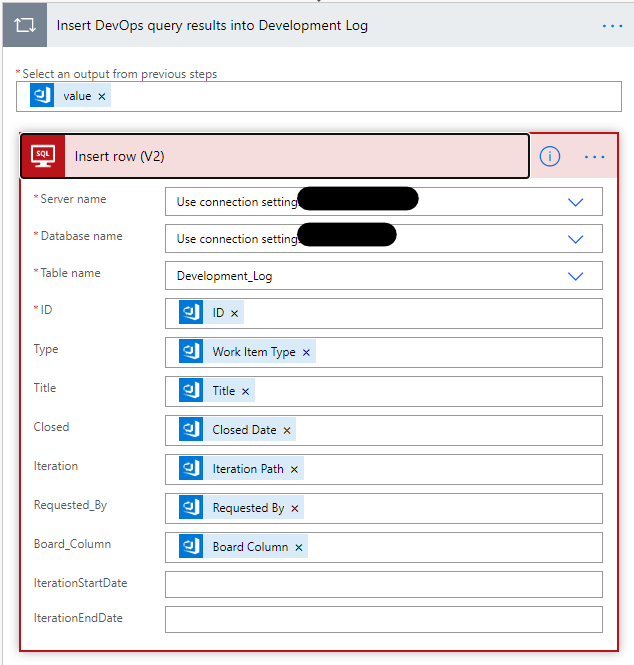 Insert DevOps query results into Development Log
...
* Select an output from previous steps
value ×
SQL Insert row (V2) i ...
* Server name Use connection setting
* Database name Use connection setting
* Table name Development_Log
* ID ID ×
Type Work Item Type ×
Title Title ×
Closed Closed Date ×
Iteration Iteration Path ×
Requested_By Requested By ×
Board_Column Board Column ×
IterationStartDate
IterationEndDate